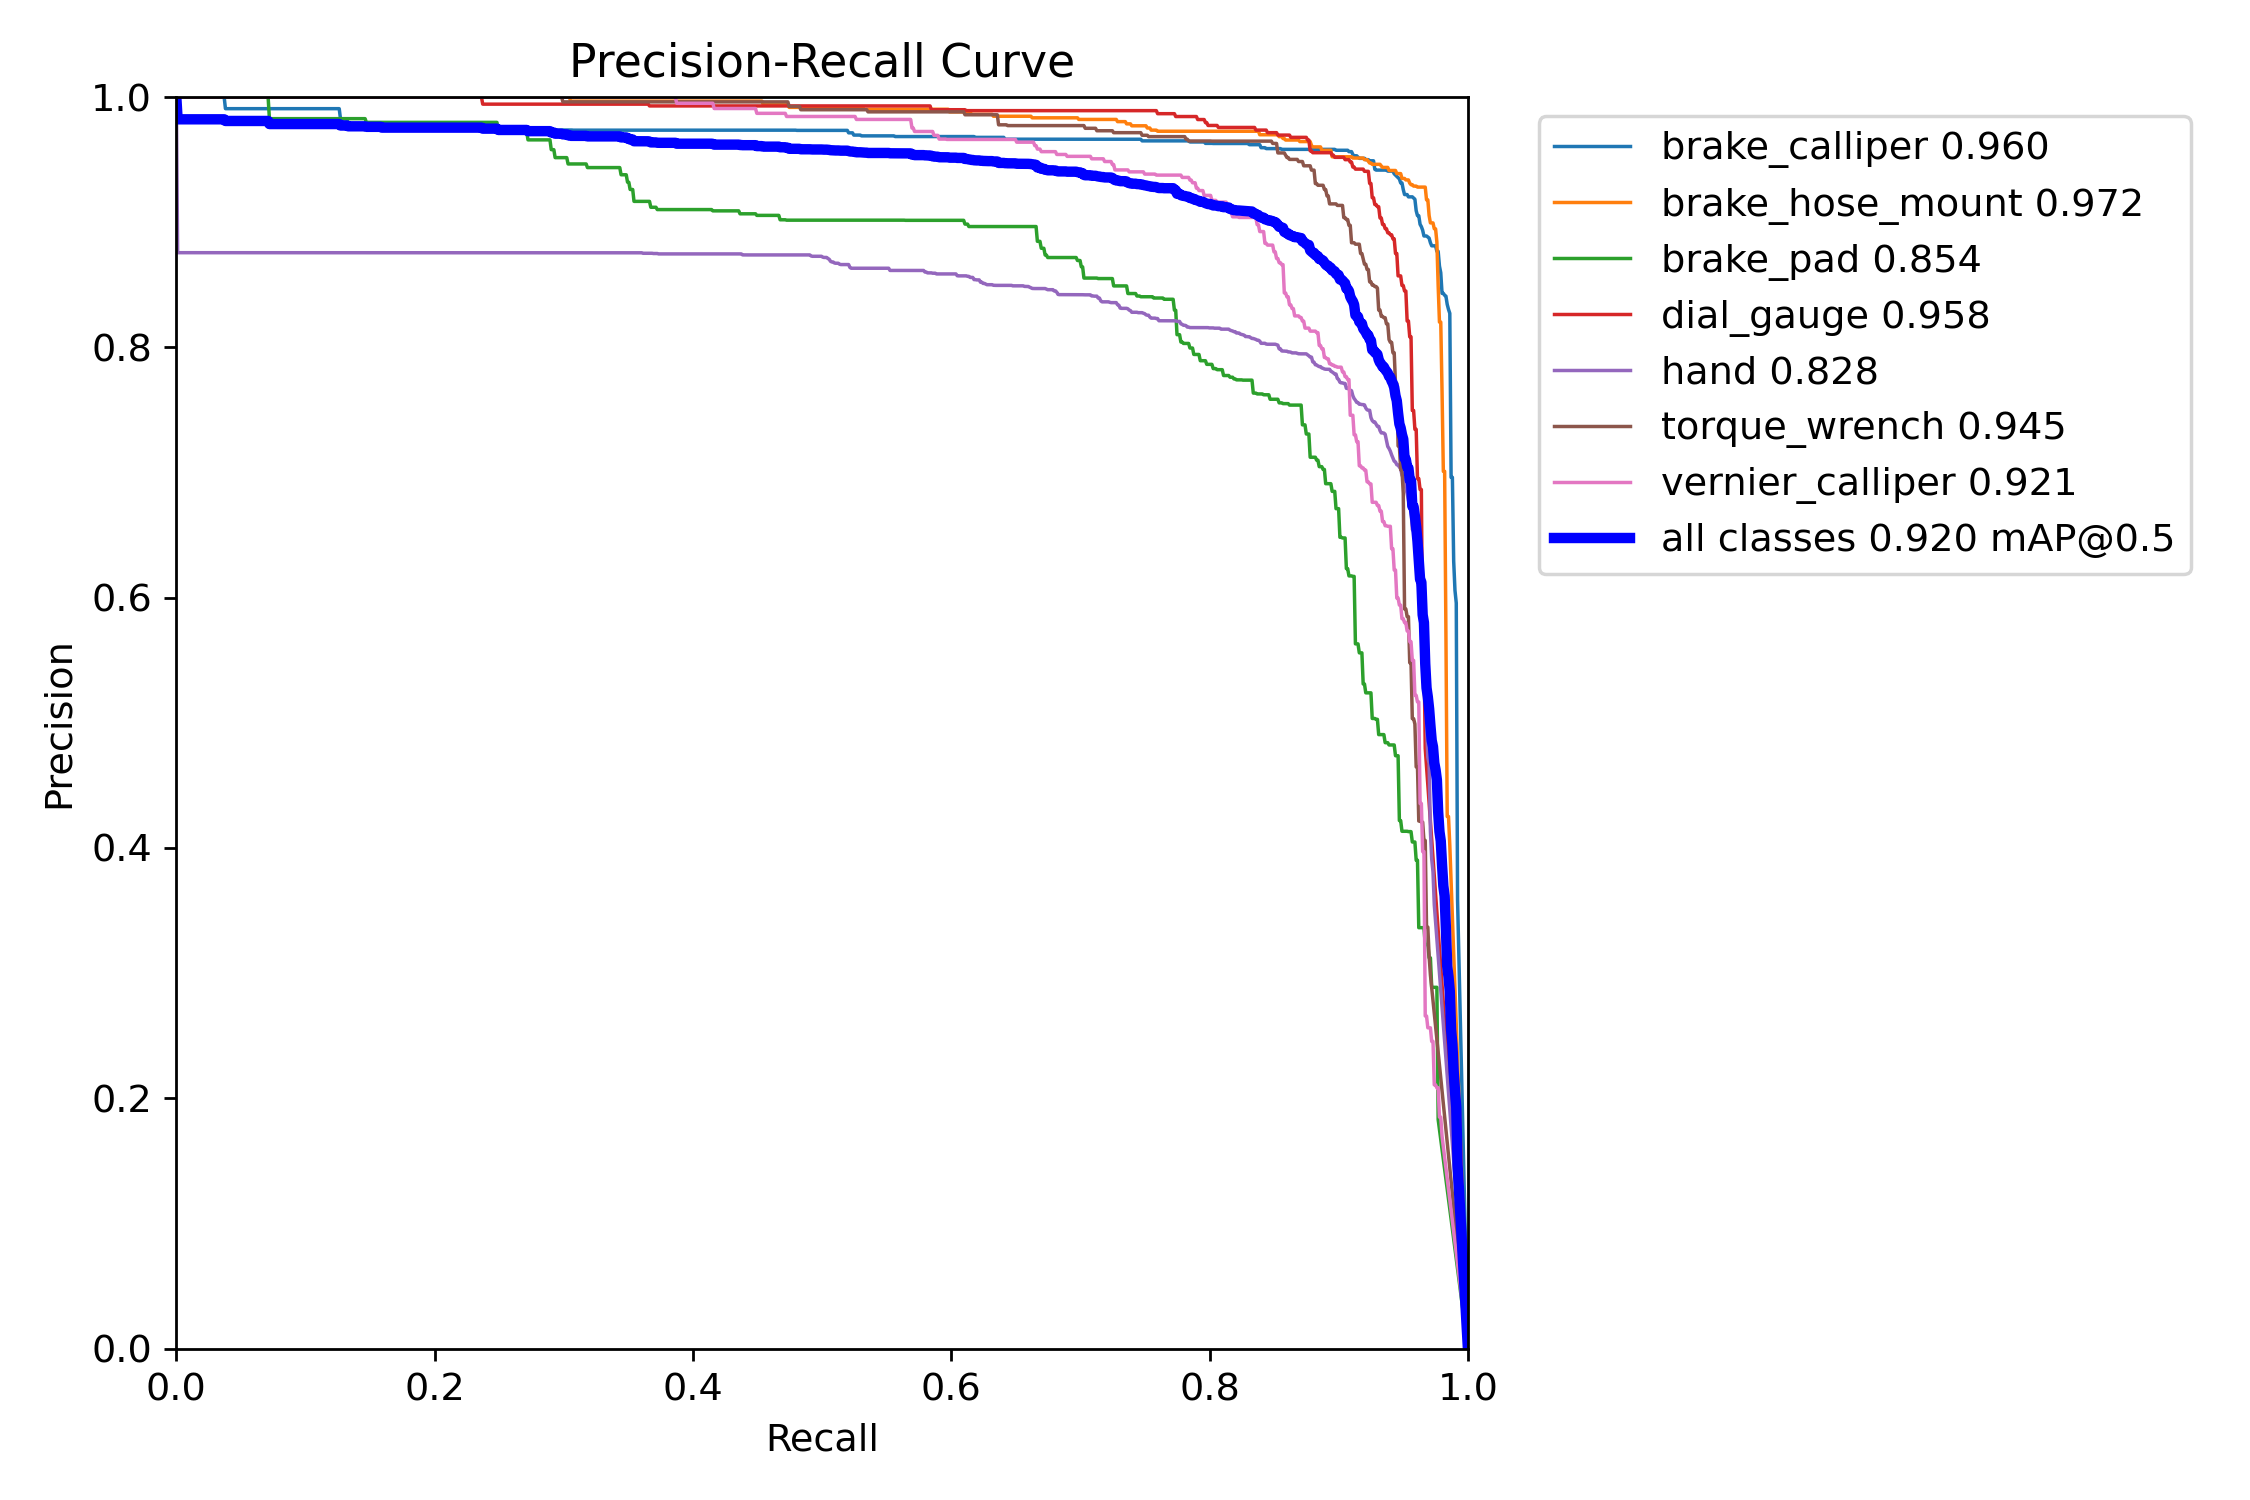 Precision-Recall Curve
1.0
0.8
0.6
0.4
0.2
0.0
Precision
0.0 0.2 0.4 0.6 0.8 1.0
Recall
brake_calliper 0.960
brake_hose_mount 0.972
brake_pad 0.854
dial_gauge 0.958
hand 0.828
torque_wrench 0.945
vernier_calliper 0.921
all classes 0.920 mAP@0.5